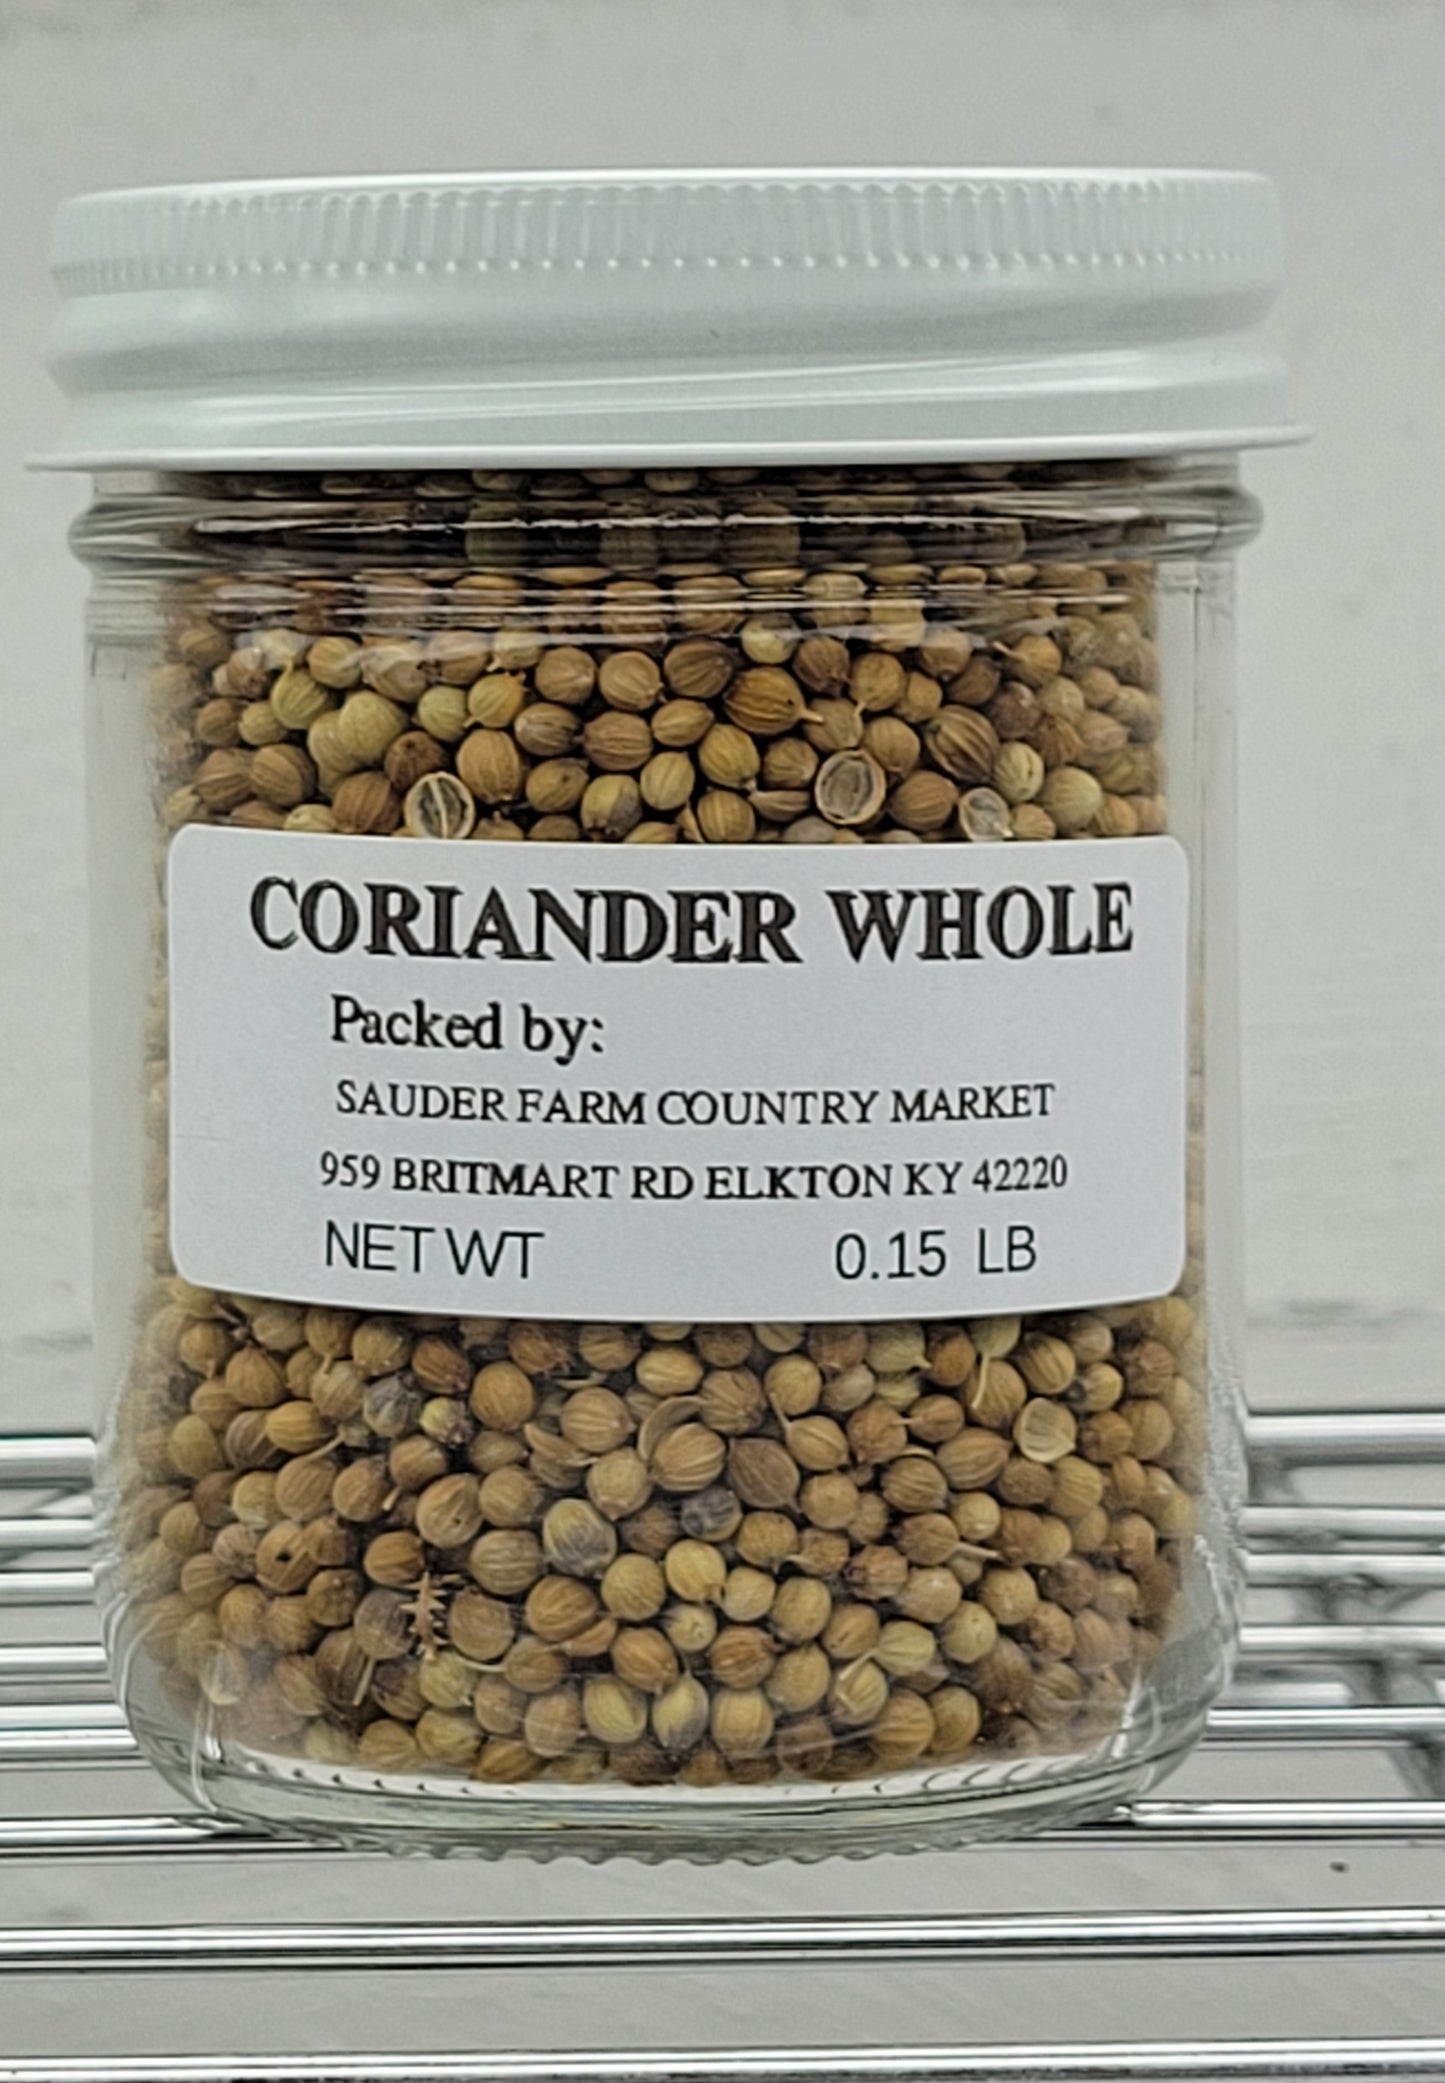 CORIANDER WHOLE
Packed by:
SAUDER FARM COUNTRY MARKET
959 BRITMART RD ELKTON KY 42220
NET WT 0.15 LB